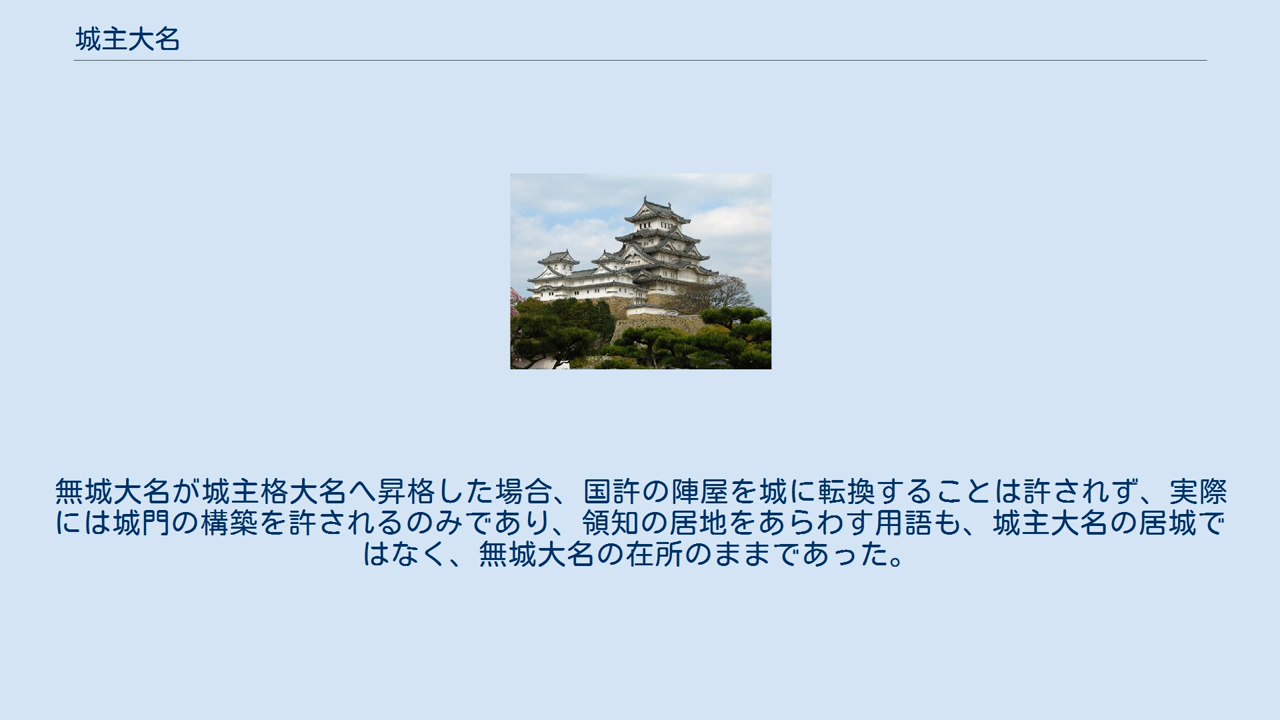 城主大名
無城大名が城主格大名へ昇格した場合、国許の陣屋を城に転換することは許されず、実際
には城門の構築を許されるのみであり、領知の居地をあらわす用語も、城主大名の居城で
はなく、無城大名の在所のままであった。